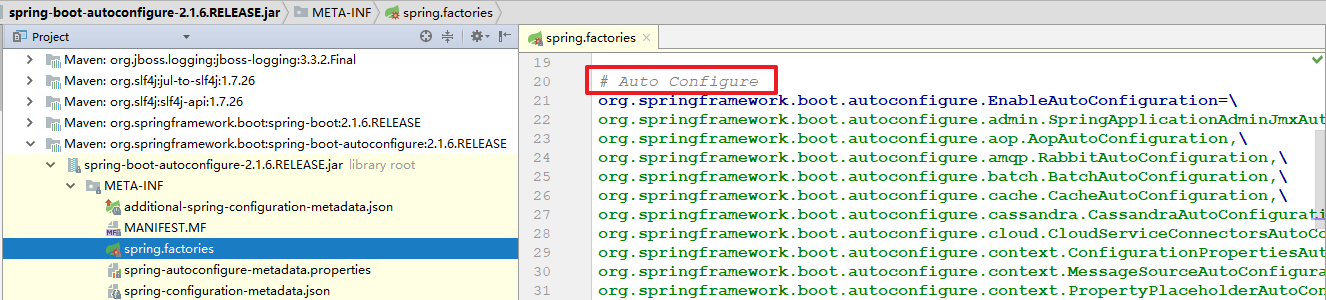 spring-boot-autoconfigure-2.1.6.RELEASE.jar META-INF spring.factories
Project
Maven: org.jboss.logging:jboss-logging:3.3.2.Final
Maven: org.slf4j:jul-to-slf4j:1.7.26
Maven: org.slf4j:slf4j-api:1.7.26
Maven: org.springframework.boot:spring-boot:2.1.6.RELEASE
Maven: org.springframework.boot:spring-boot-autoconfigure:2.1.6.RELEASE
spring-boot-autoconfigure-2.1.6.RELEASE.jar library root
META-INF
additional-spring-configuration-metadata.json
MANIFEST.MF
spring.factories
spring-autoconfigure-metadata.properties
spring-configuration-metadata.json
spring.factories
19
20 # Auto Configure
21 org.springframework.boot.autoconfigure.EnableAutoConfiguration=\
22 org.springframework.boot.autoconfigure.admin.SpringApplicationAdminJmxAut
23 org.springframework.boot.autoconfigure.aop.AopAutoConfiguration,\
24 org.springframework.boot.autoconfigure.amqp.RabbitAutoConfiguration,\
25 org.springframework.boot.autoconfigure.batch.BatchAutoConfiguration,\
26 org.springframework.boot.autoconfigure.cache.CacheAutoConfiguration,\
27 org.springframework.boot.autoconfigure.cassandra.CassandraAutoConfigurati
28 org.springframework.boot.autoconfigure.cloud.CloudServiceConnectorsAutoCo
29 org.springframework.boot.autoconfigure.context.ConfigurationPropertiesAut
30 org.springframework.boot.autoconfigure.context.MessageSourceAutoConfigura
31 org.springframework.boot.autoconfigure.context.PropertyPlaceholderAutoCon